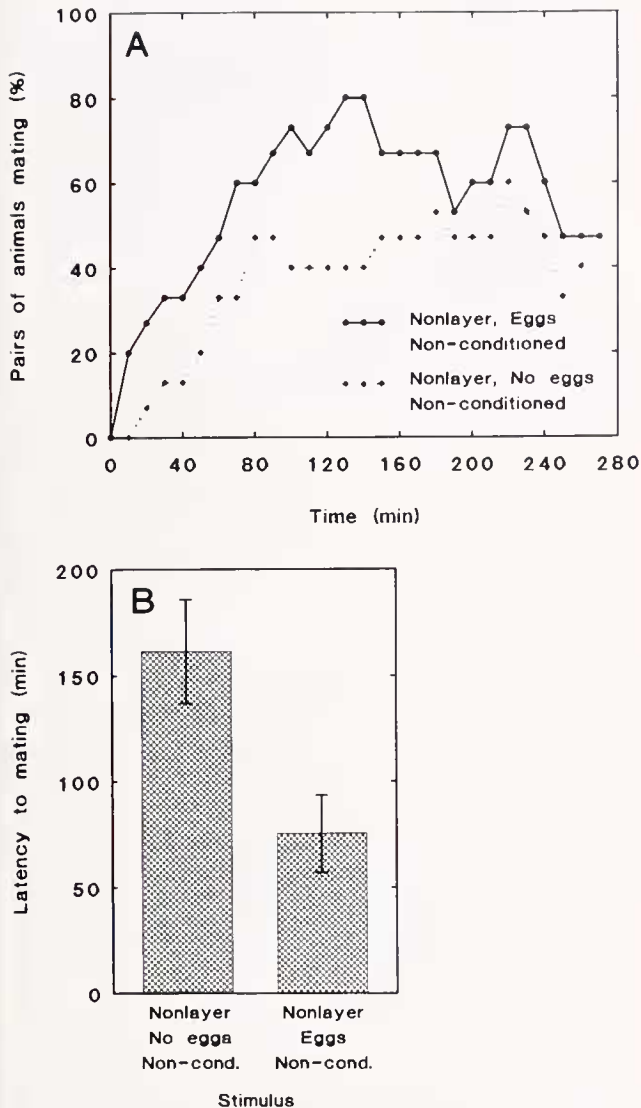 Pairs of animals mating (%)
100
80
60
40
20
0
A
Nonlayer, Eggs
Non-conditioned
Nonlayer, No eggs
Non-conditioned
0 40 80 120 160 200 240 280
Time (min)
Latency to mating (min)
200
150
100
50
0
B
Nonlayer
No egga
Non-cond.
Nonlayer
Eggs
Non-cond.
Stimulus